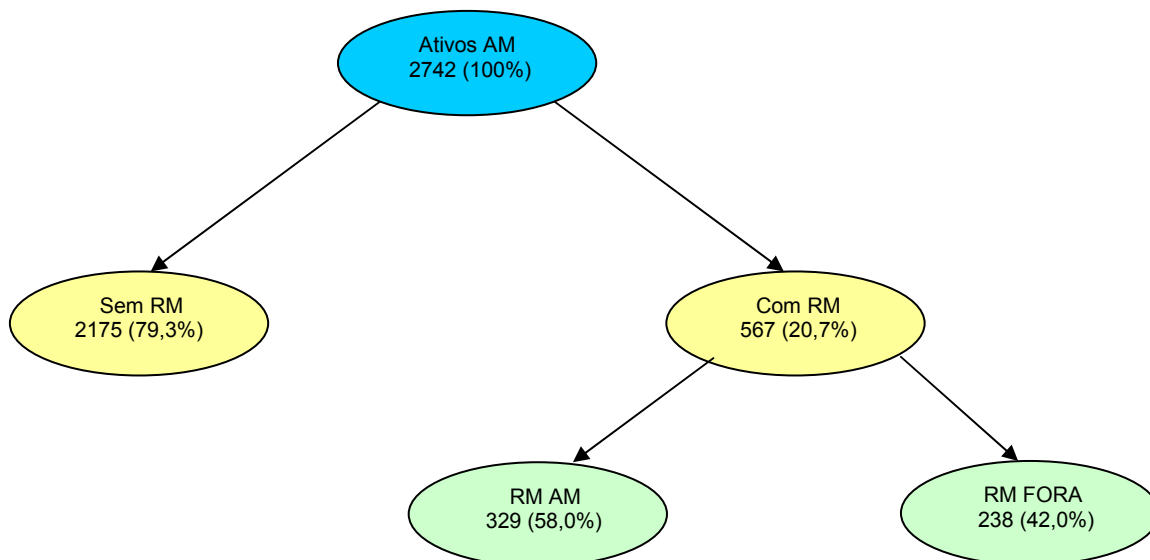 Ativos AM
2742 (100%)
Sem RM
2175 (79,3%)
Com RM
567 (20,7%)
RM AM
329 (58,0%)
RM FORA
238 (42,0%)